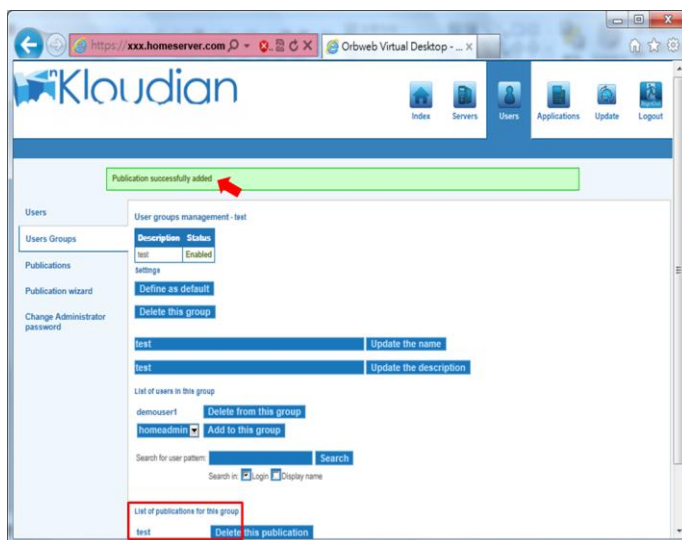 https://xxx.homeserver.com
Orbweb Virtual Desktop - ...
nKloudian
Index
Servers
Users
Applications
Update
Logout
Publication successfully added
Users
Users Groups
Publications
Publication wizard
Change Administrator
password
User groups management - test
Description Status
test Enabled
Settings
Define as default
Delete this group
test Update the name
test Update the description
List of users in this group
demouser1 Delete from this group
homeadmin Add to this group
Search for user pattern: Search
Search in: Login Display name
List of publications for this group
test Delete this publication